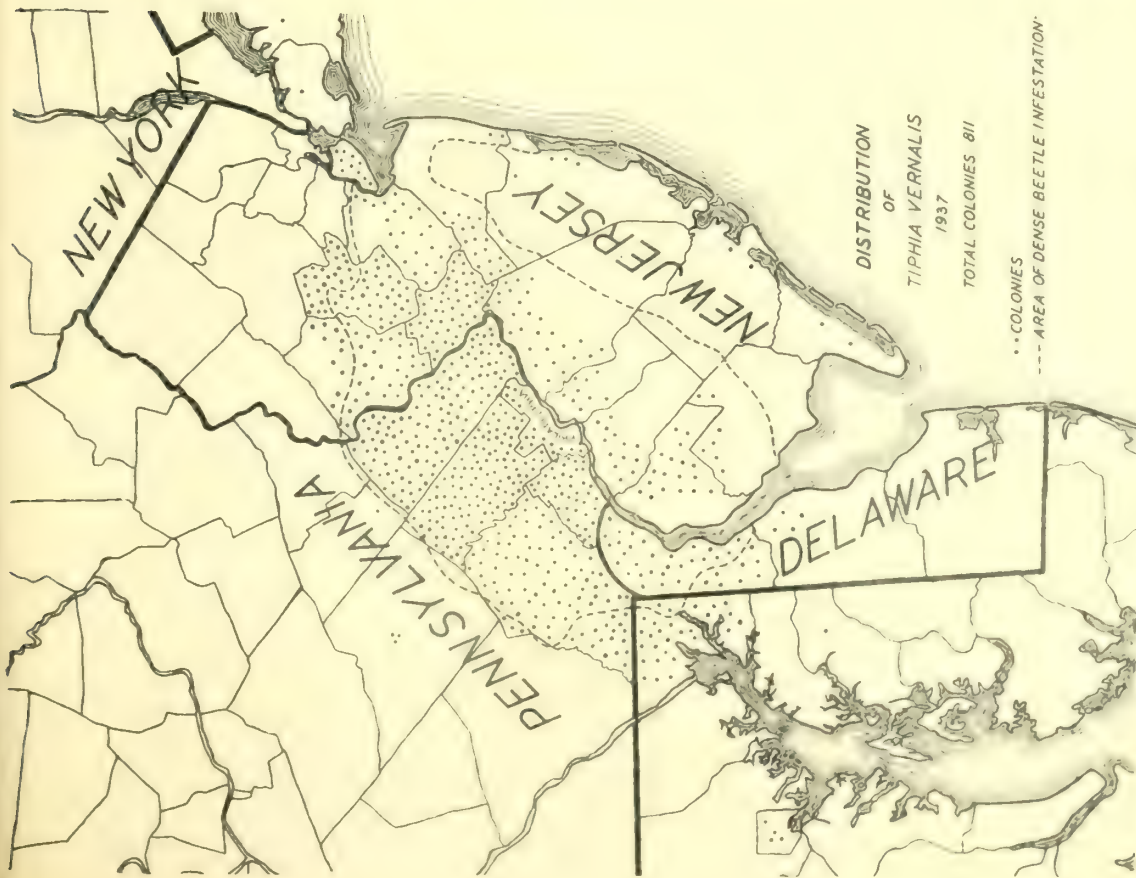 NEW YORK
PENNSYLVANIA
NEW JERSEY
DELAWARE
DISTRIBUTION
OF
TIPHIA VERNALIS
1937
TOTAL COLONIES 811
••• COLONIES
--- AREA OF DENSE BEETLE INFESTATION